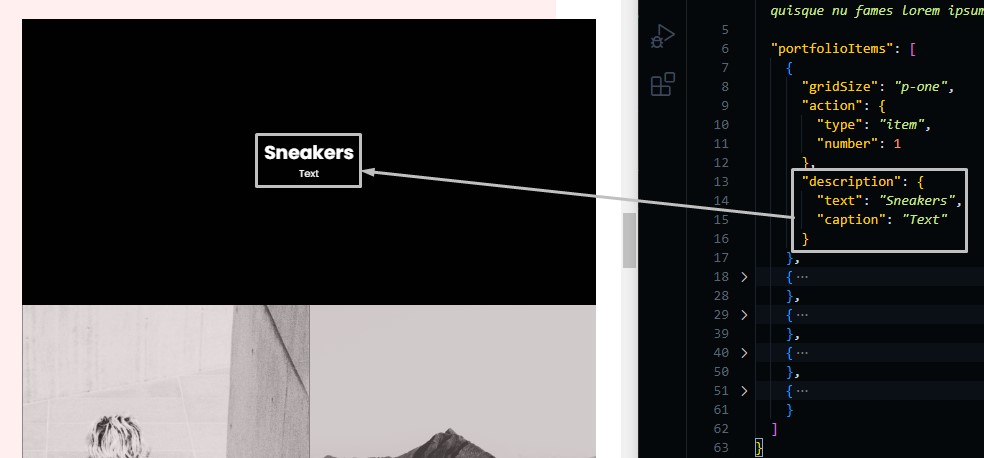 Sneakers
Text
quisque nu fames lorem ipsum
5
6 "portfolioItems": [
7 {
8 "gridSize": "p-one",
9 "action": {
10 "type": "item",
11 "number": 1
12 },
13 "description": {
14 "text": "Sneakers",
15 "caption": "Text"
16 }
17 },
18 {···
28 },
29 {···
39 },
40 {···
50 },
51 {···
61 }
62 ]
63 }